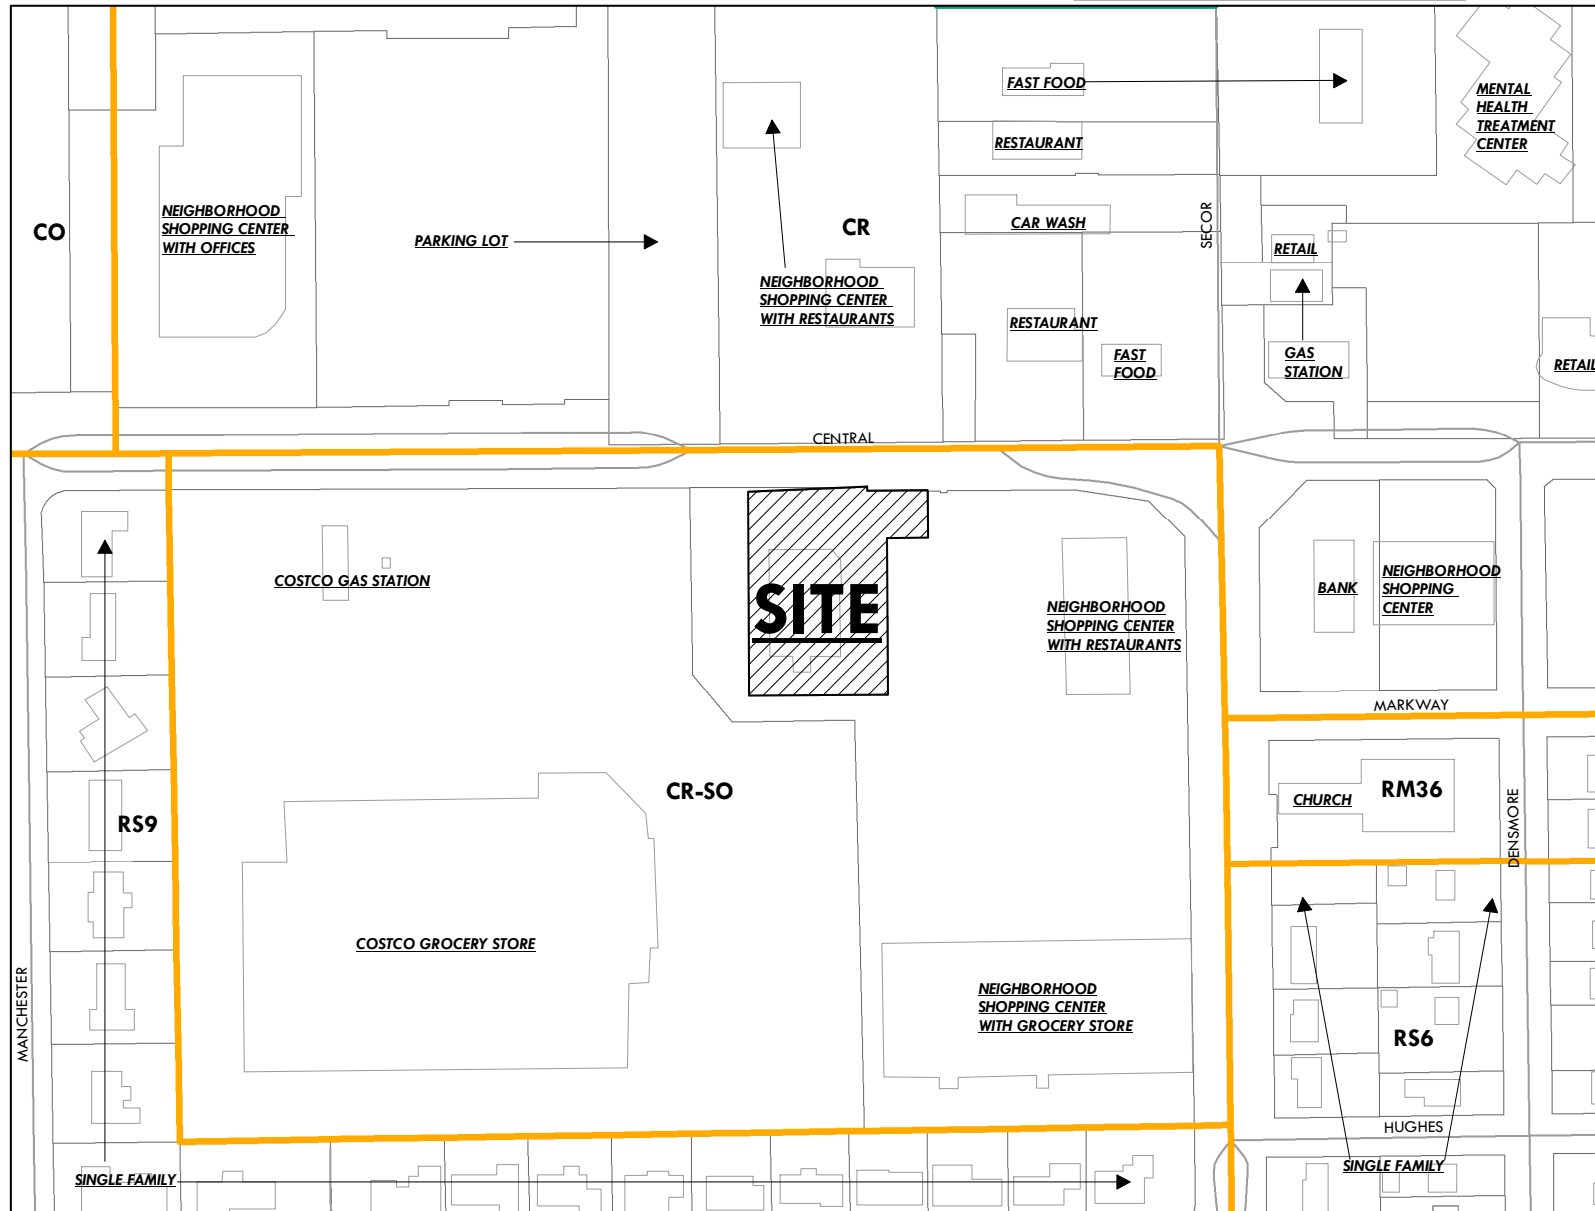 FAST FOOD
MENTAL
HEALTH
TREATMENT
CENTER
RESTAURANT
NEIGHBORHOOD
SHOPPING CENTER
WITH OFFICES
CO
PARKING LOT
CR
CAR WASH
SECOR
RETAIL
NEIGHBORHOOD
SHOPPING CENTER
WITH RESTAURANTS
RESTAURANT
FAST
FOOD
GAS
STATION
RETAIL
CENTRAL
COSTCO GAS STATION
SITE
NEIGHBORHOOD
SHOPPING CENTER
WITH RESTAURANTS
BANK
NEIGHBORHOOD
SHOPPING
CENTER
MARKWAY
RS9
CR-SO
CHURCH
RM36
DENSMORE
COSTCO GROCERY STORE
NEIGHBORHOOD
SHOPPING CENTER
WITH GROCERY STORE
MANCHESTER
RS6
HUGHES
SINGLE FAMILY
SINGLE FAMILY